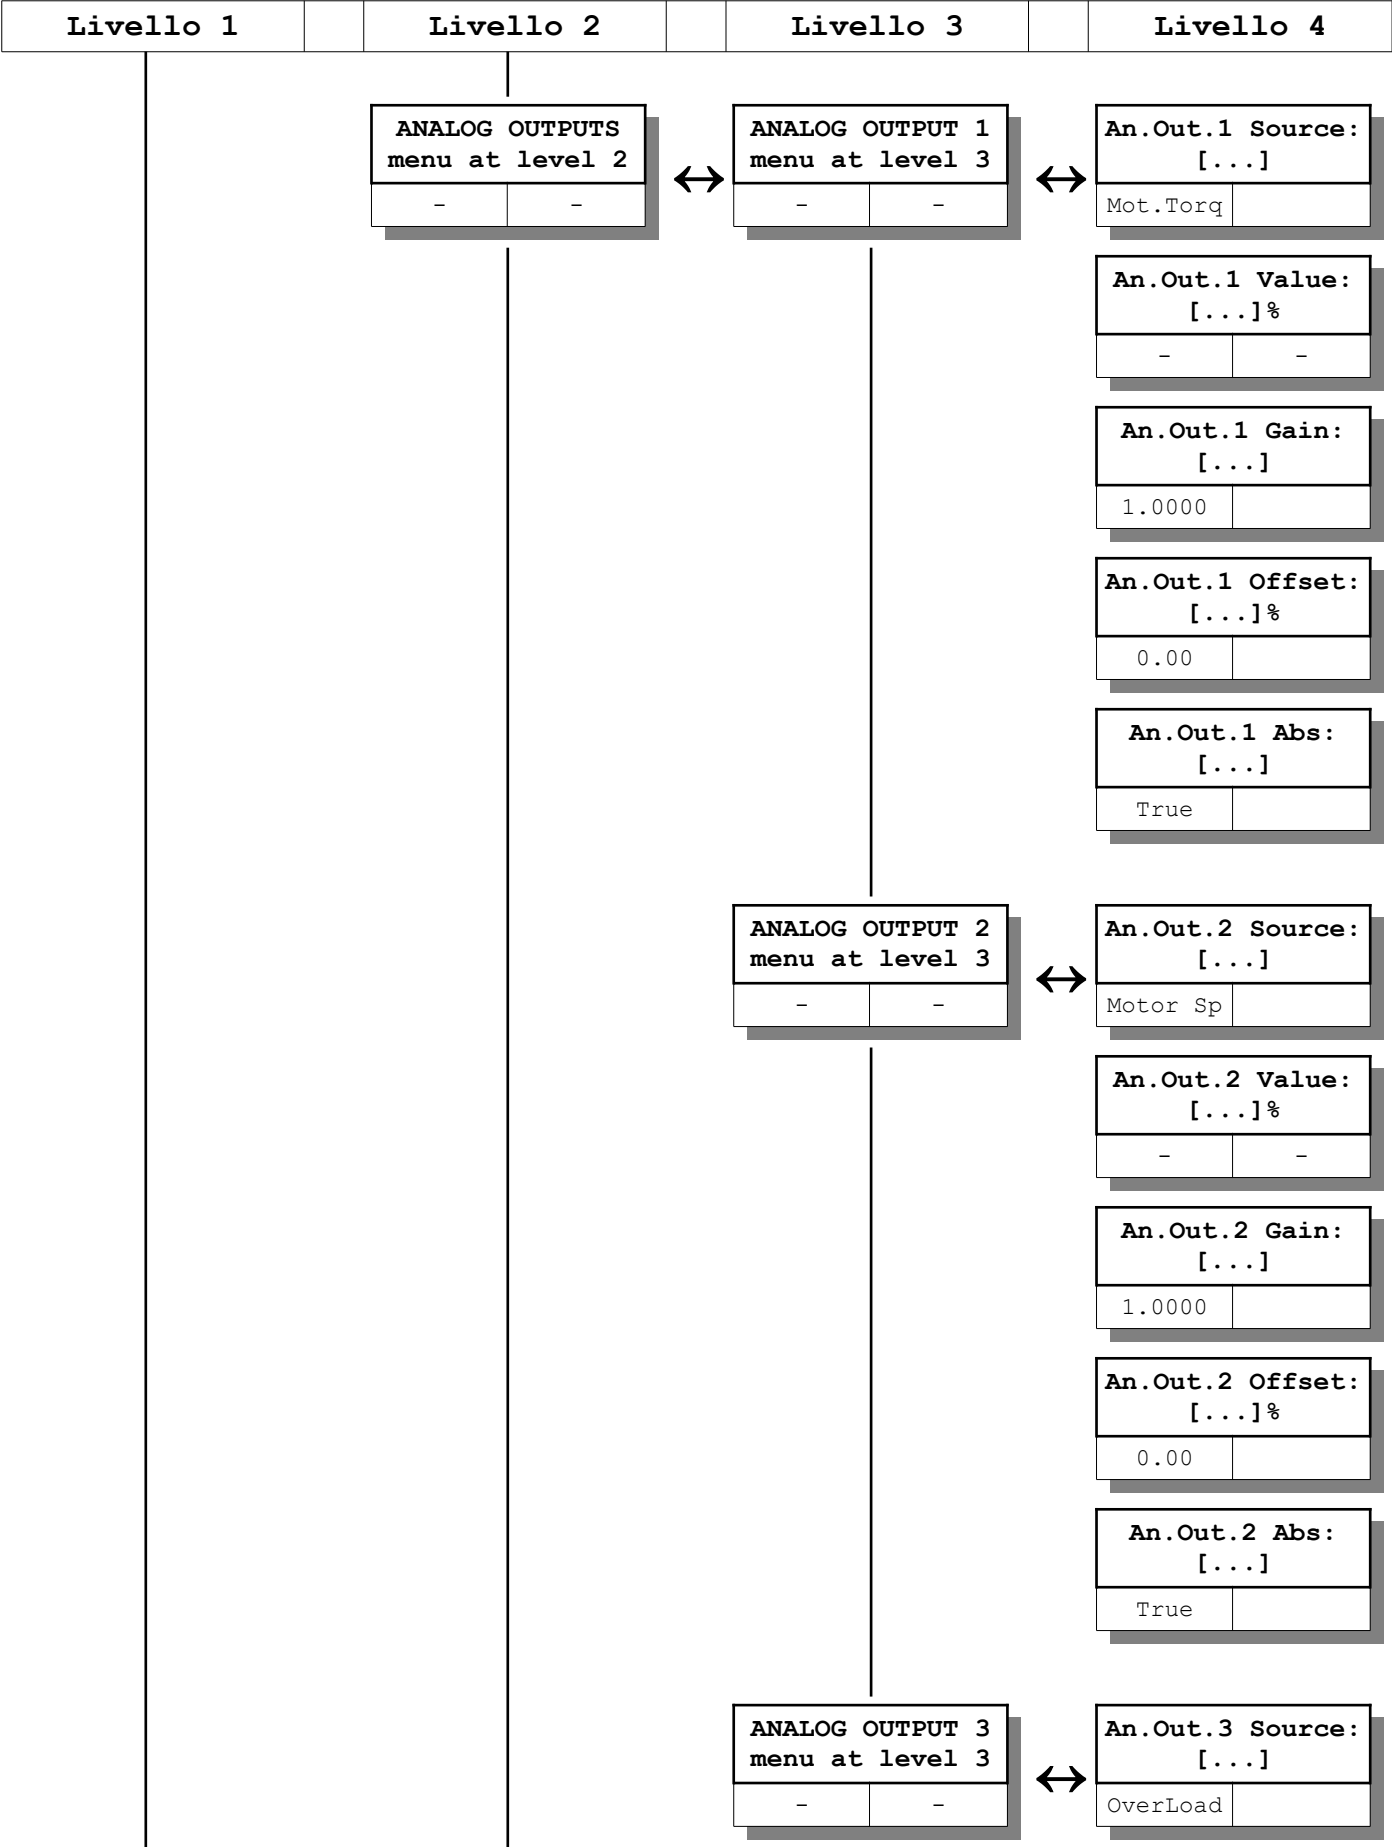 Livello 1 Livello 2 Livello 3 Livello 4
ANALOG OUTPUTS
menu at level 2
- -
ANALOG OUTPUT 1
menu at level 3
- -
An.Out.1 Source:
[...]
Mot.Torq
An.Out.1 Value:
[...]%
- -
An.Out.1 Gain:
[...]
1.0000
An.Out.1 Offset:
[...]%
0.00
An.Out.1 Abs:
[...]
True
ANALOG OUTPUT 2
menu at level 3
- -
An.Out.2 Source:
[...]
Motor Sp
An.Out.2 Value:
[...]%
- -
An.Out.2 Gain:
[...]
1.0000
An.Out.2 Offset:
[...]%
0.00
An.Out.2 Abs:
[...]
True
ANALOG OUTPUT 3
menu at level 3
- -
An.Out.3 Source:
[...]
OverLoad